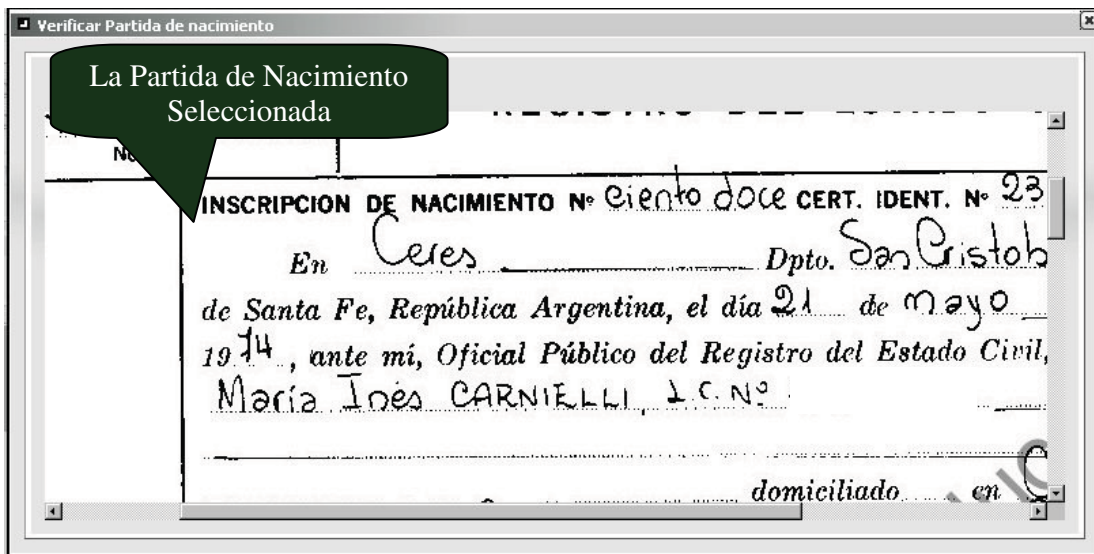 Verificar Partida de nacimiento
La Partida de Nacimiento
Seleccionada
INSCRIPCION DE NACIMIENTO Nº Ciento doce CERT. IDENT. Nº 23
En Ceres Dpto. San Cristob
de Santa Fe, República Argentina, el día 21 de mayo
1974, ante mí, Oficial Público del Registro del Estado Civil,
María Inés CARNIELLI, L.C. Nº
domiciliado en